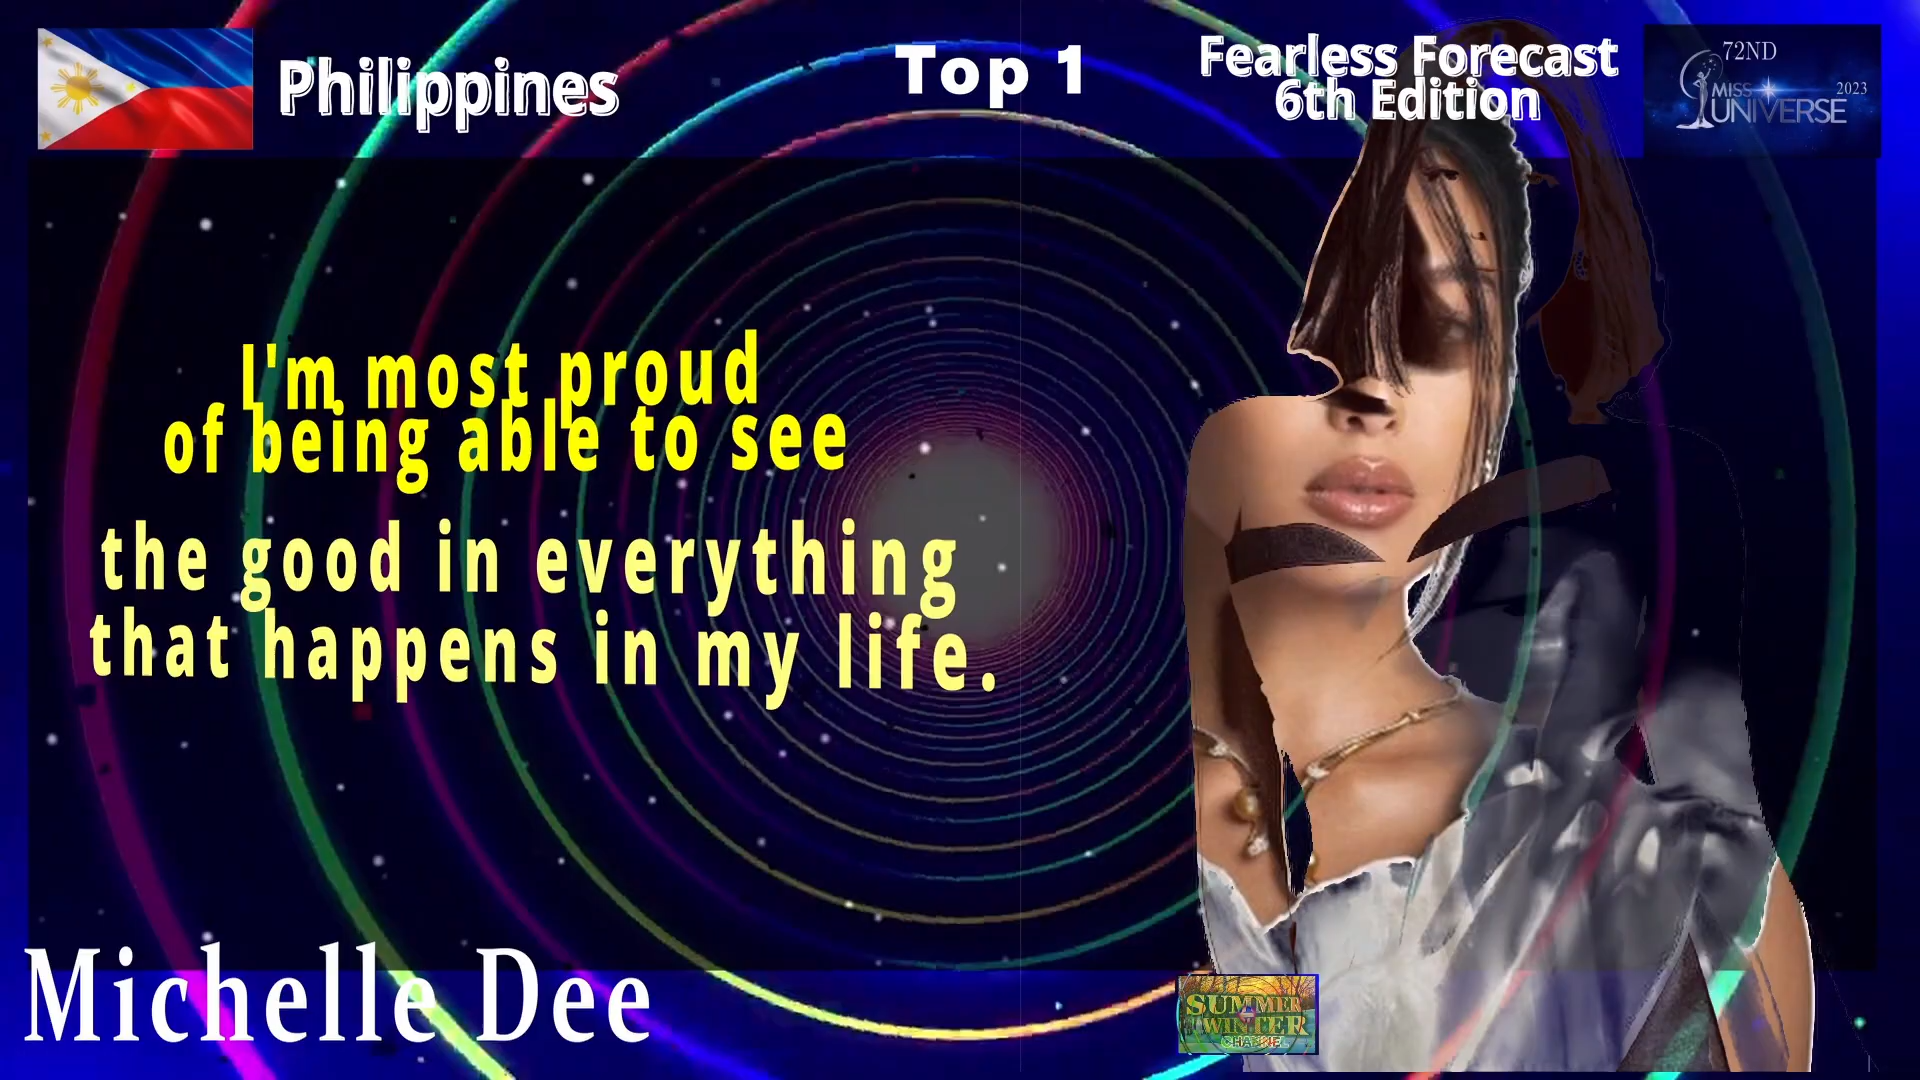 Philippines
Top 1
Fearless Forecast
6th Edition
72ND
MISS
UNIVERSE
2023
I'm most proud
of being able to see
the good in everything
that happens in my life.
Michelle Dee
SUMMER
WINTER
CHANNEL